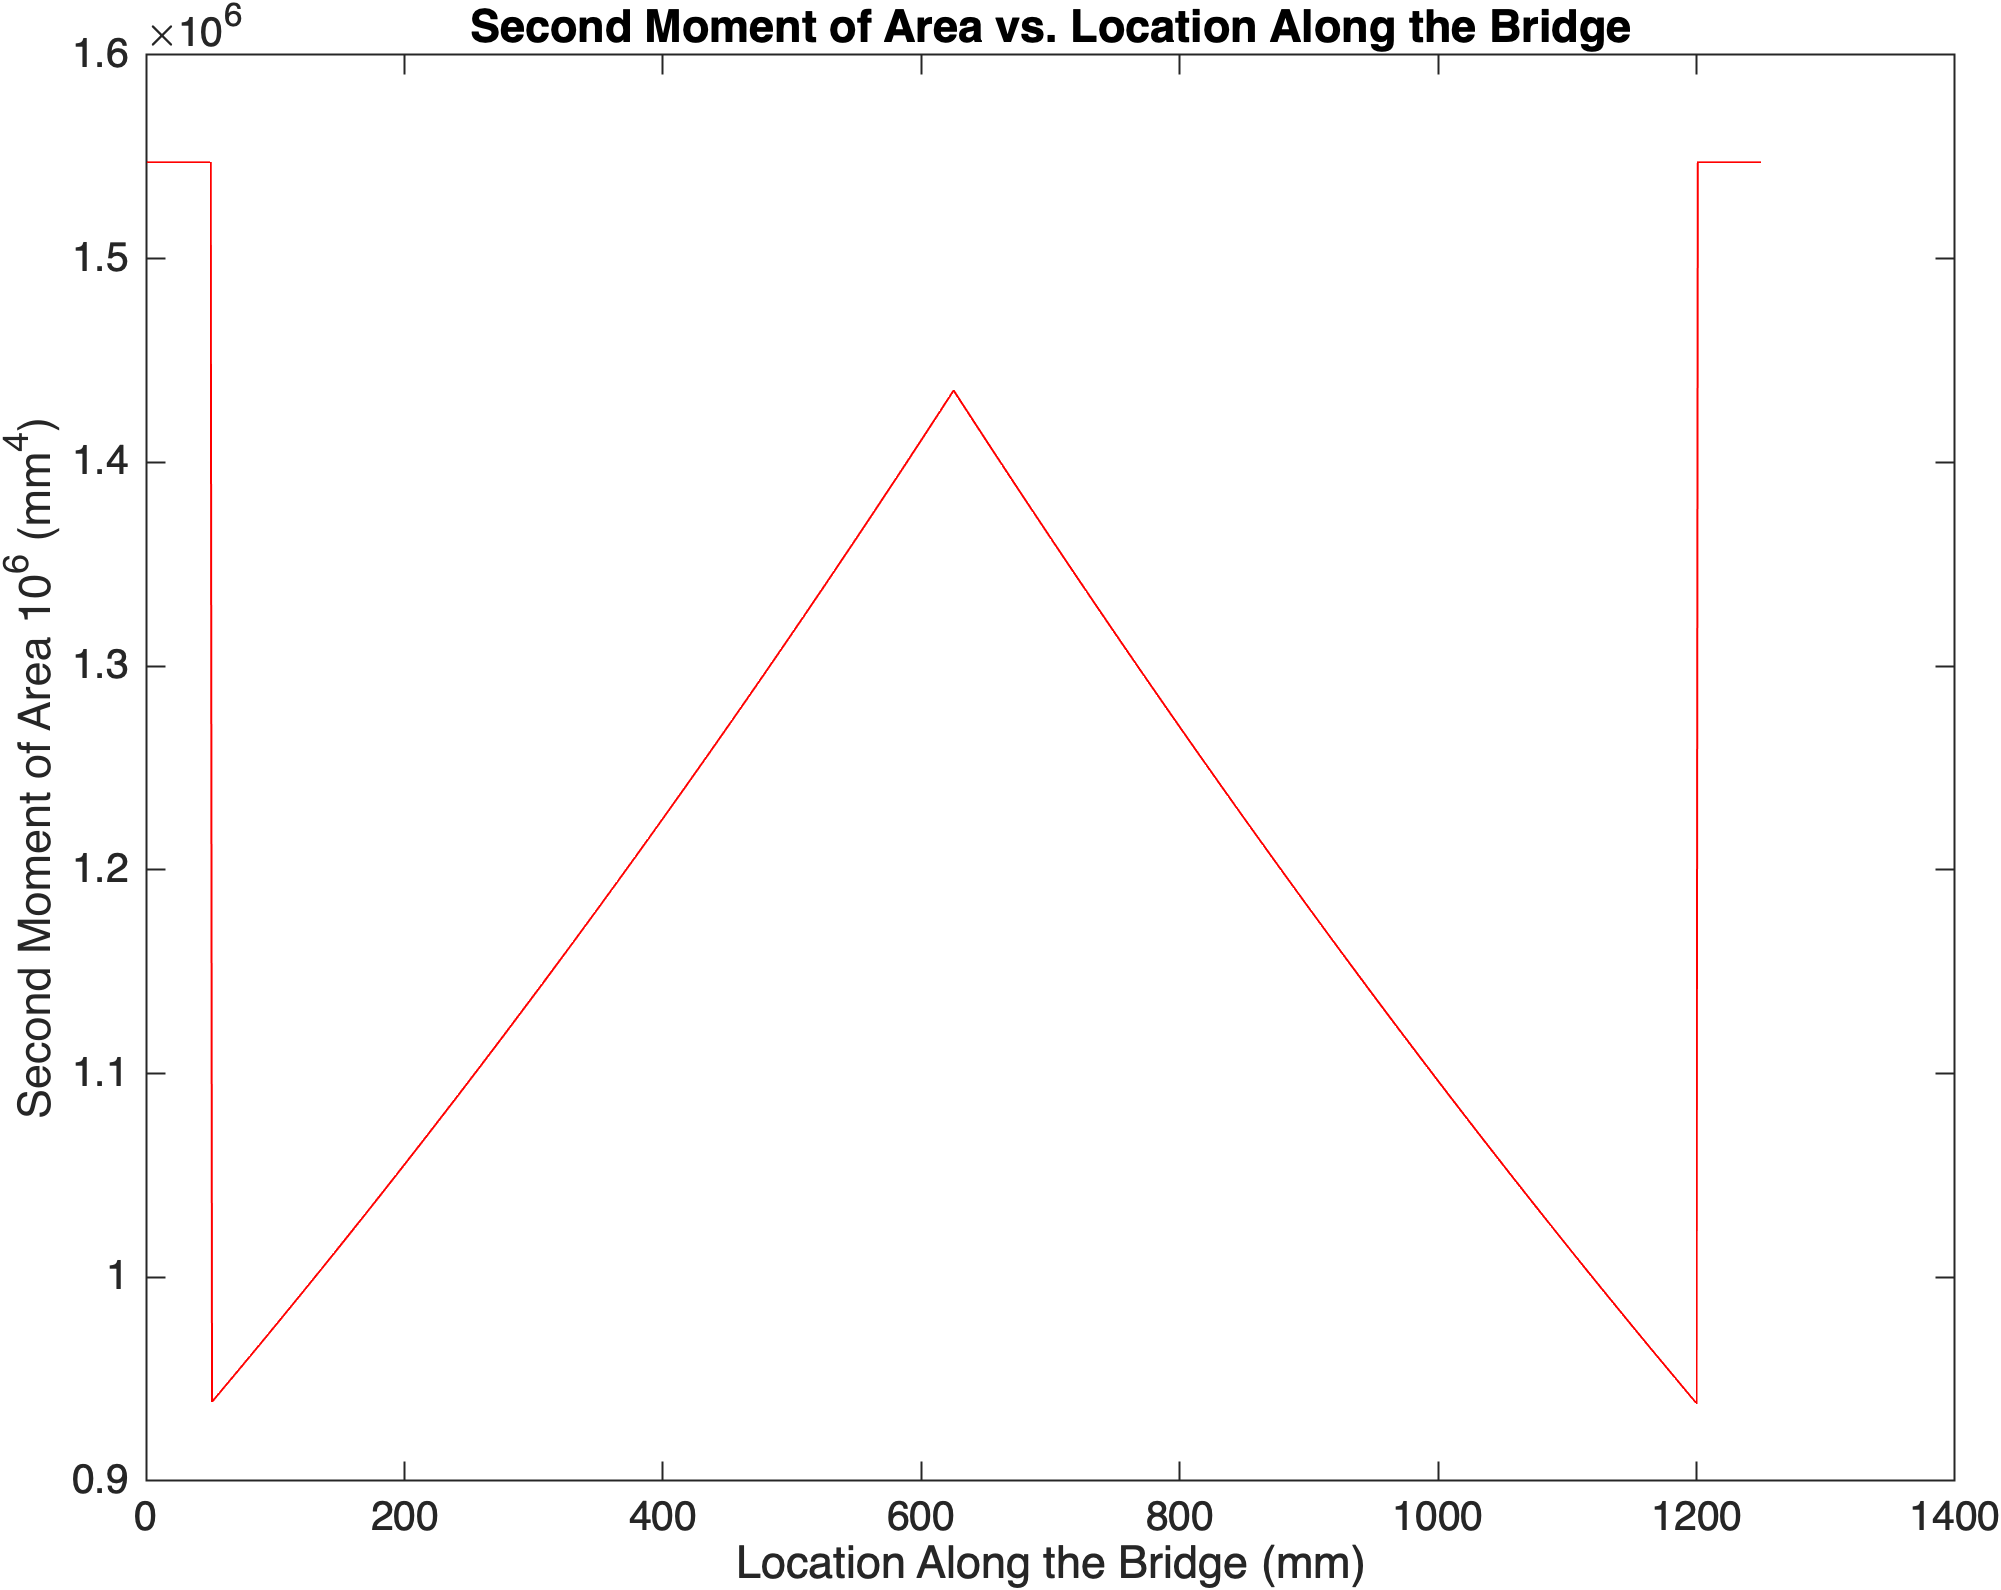 Second Moment of Area vs. Location Along the Bridge
×10^6
1.6
1.5
1.4
1.3
1.2
1.1
1
0.9
Second Moment of Area 10^6 (mm^4)
0 200 400 600 800 1000 1200 1400
Location Along the Bridge (mm)